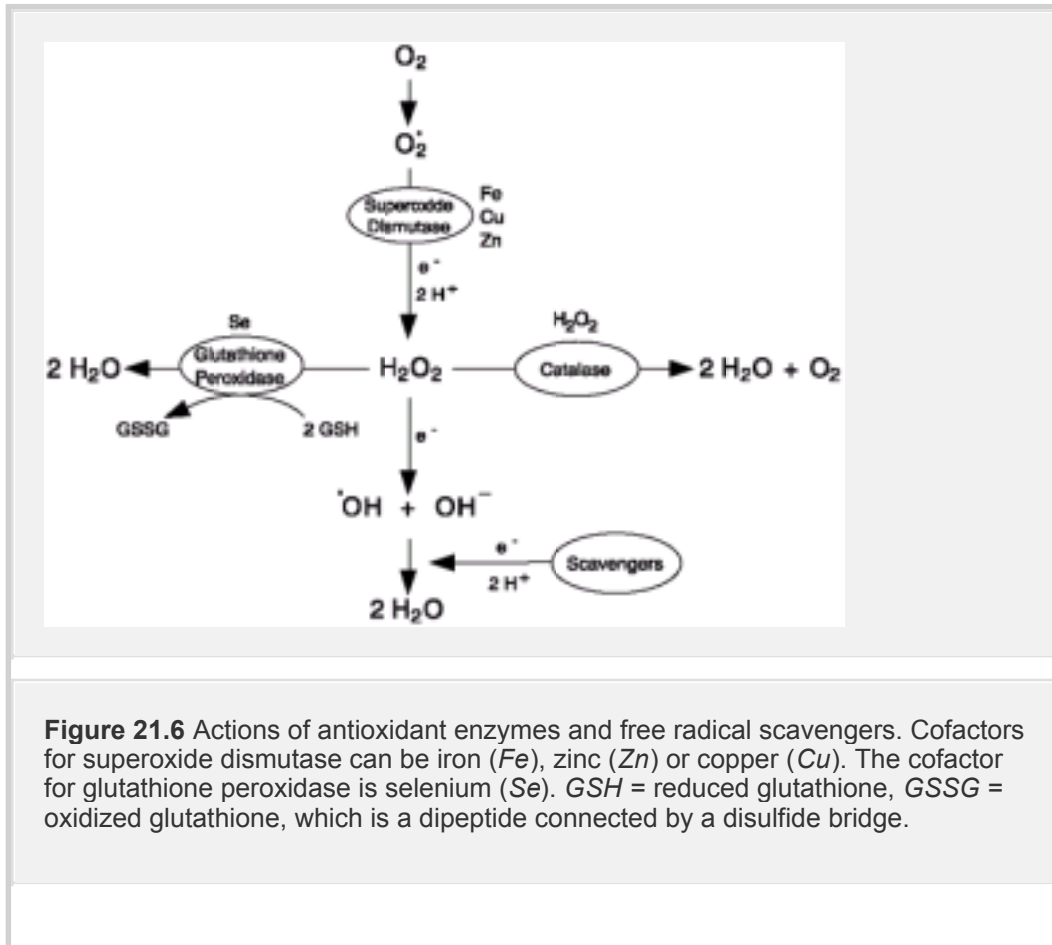 O₂
O₂˙
Superoxide
Dismutase
Fe
Cu
Zn
e⁻
2 H⁺
Se
H₂O₂
2 H₂O
Glutathione
Peroxidase
H₂O₂
Catalase
2 H₂O + O₂
GSSG
2 GSH
e⁻
˙OH + OH⁻
e⁻
Scavengers
2 H⁺
2 H₂O
Figure 21.6 Actions of antioxidant enzymes and free radical scavengers. Cofactors
for superoxide dismutase can be iron (Fe), zinc (Zn) or copper (Cu). The cofactor
for glutathione peroxidase is selenium (Se). GSH = reduced glutathione, GSSG =
oxidized glutathione, which is a dipeptide connected by a disulfide bridge.